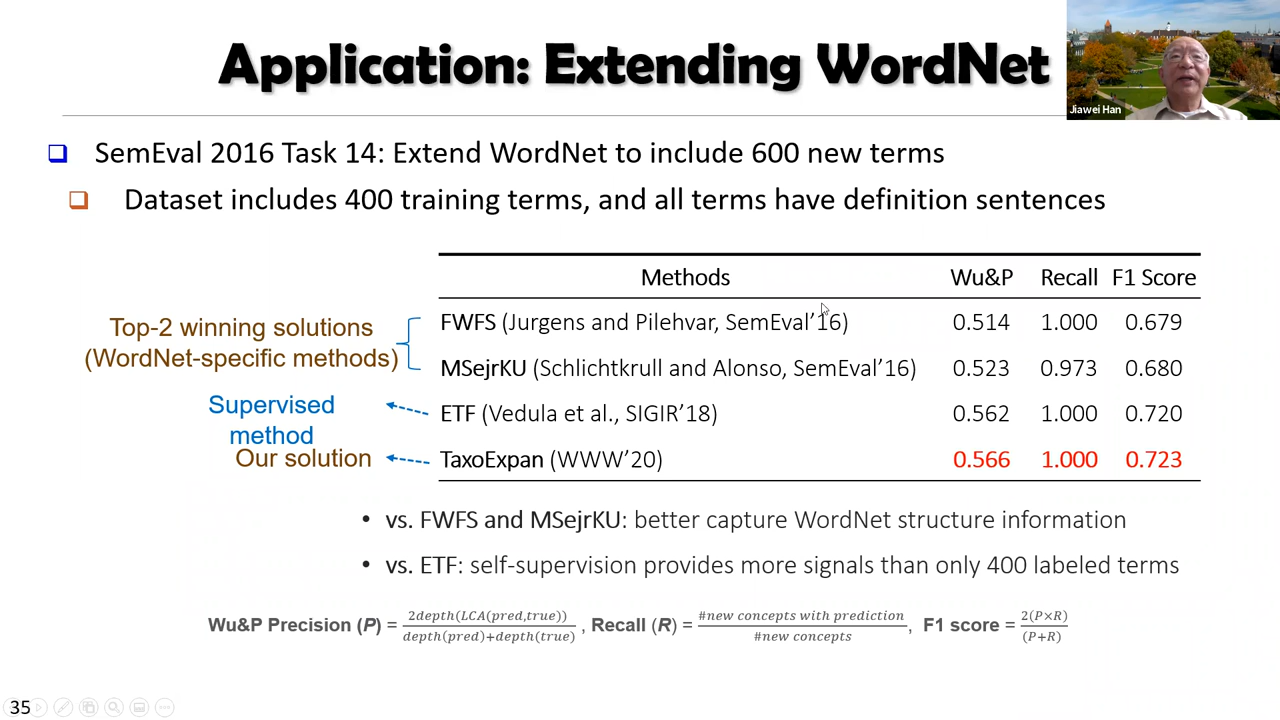 Application: Extending WordNet
Jiawei Han
SemEval 2016 Task 14: Extend WordNet to include 600 new terms
Dataset includes 400 training terms, and all terms have definition sentences
Methods Wu&P Recall F1 Score
Top-2 winning solutions
(WordNet-specific methods)
FWFS (Jurgens and Pilehvar, SemEval’16) 0.514 1.000 0.679
MSejrKU (Schlichtkrull and Alonso, SemEval’16) 0.523 0.973 0.680
Supervised
method
ETF (Vedula et al., SIGIR’18) 0.562 1.000 0.720
Our solution
TaxoExpan (WWW’20) 0.566 1.000 0.723
• vs. FWFS and MSejrKU: better capture WordNet structure information
• vs. ETF: self-supervision provides more signals than only 400 labeled terms
Wu&P Precision (P) = 2depth(LCA(pred,true)) / depth(pred)+depth(true) , Recall (R) = #new concepts with prediction / #new concepts , F1 score = 2(P×R) / (P+R)
35